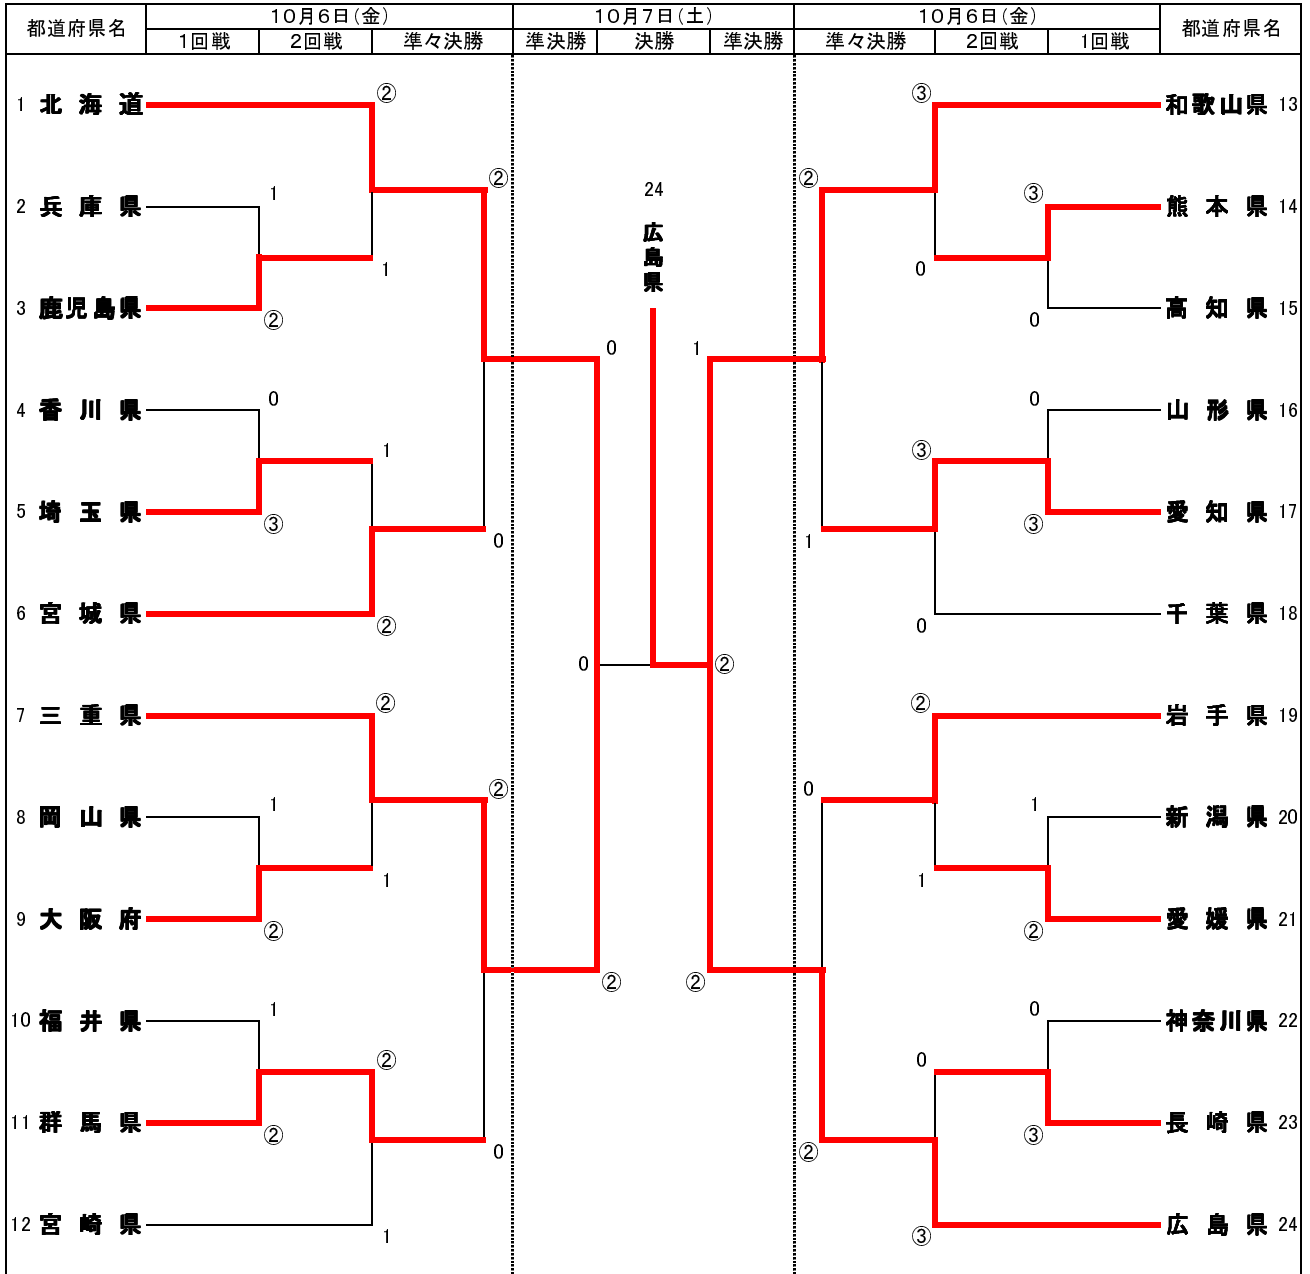 都道府県名 10月6日(金) 10月7日(土) 10月6日(金) 都道府県名
1回戦 2回戦 準々決勝 準決勝 決勝 準決勝 準々決勝 2回戦 1回戦
② ③
1 北海道 和歌山県 13
② 24 ②
1 ③
2 兵庫県 熊本県 14
広島県
1 0
3 鹿児島県 高知県 15
② 0
0 1
0 0
4 香川県 山形県 16
1 ③
5 埼玉県 愛知県 17
③ ③
0 1
6 宮城県 千葉県 18
② 0
0 ②
② ②
7 三重県 岩手県 19
② 0
1 1
8 岡山県 新潟県 20
1 1
9 大阪府 愛媛県 21
② ②
② ②
1 0
10 福井県 神奈川県 22
② 0
11 群馬県 長崎県 23
② ③
0 ②
12 宮崎県 広島県 24
1 ③